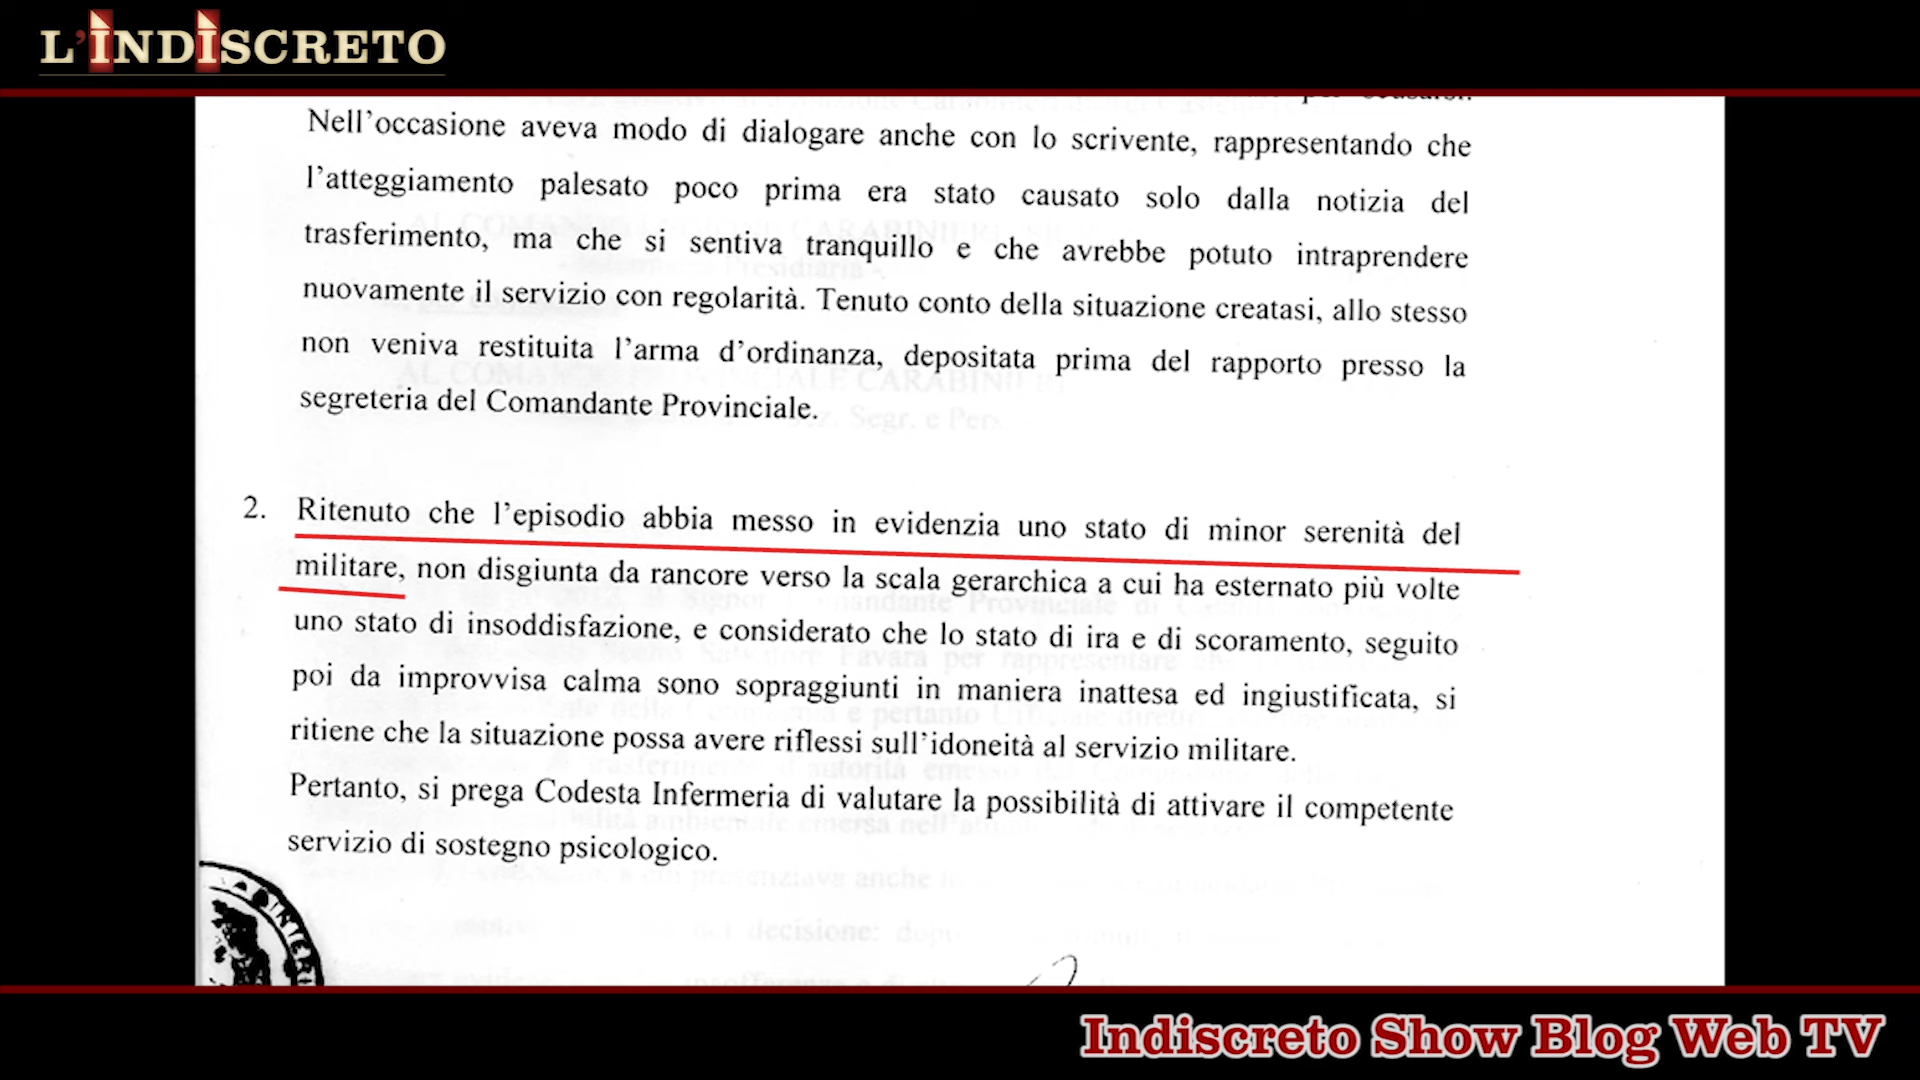 L'INDISCRETO
Nell'occasione aveva modo di dialogare anche con lo scrivente, rappresentando che
l'atteggiamento palesato poco prima era stato causato solo dalla notizia del
trasferimento, ma che si sentiva tranquillo e che avrebbe potuto intraprendere
nuovamente il servizio con regolarità. Tenuto conto della situazione creatasi, allo stesso
non veniva restituita l'arma d'ordinanza, depositata prima del rapporto presso la
segreteria del Comandante Provinciale.
2. Ritenuto che l'episodio abbia messo in evidenzia uno stato di minor serenità del
militare, non disgiunta da rancore verso la scala gerarchica a cui ha esternato più volte
uno stato di insoddisfazione, e considerato che lo stato di ira e di scoramento, seguito
poi da improvvisa calma sono sopraggiunti in maniera inattesa ed ingiustificata, si
ritiene che la situazione possa avere riflessi sull'idoneità al servizio militare.
Pertanto, si prega Codesta Infermeria di valutare la possibilità di attivare il competente
servizio di sostegno psicologico.
Indiscreto Show Blog Web TV